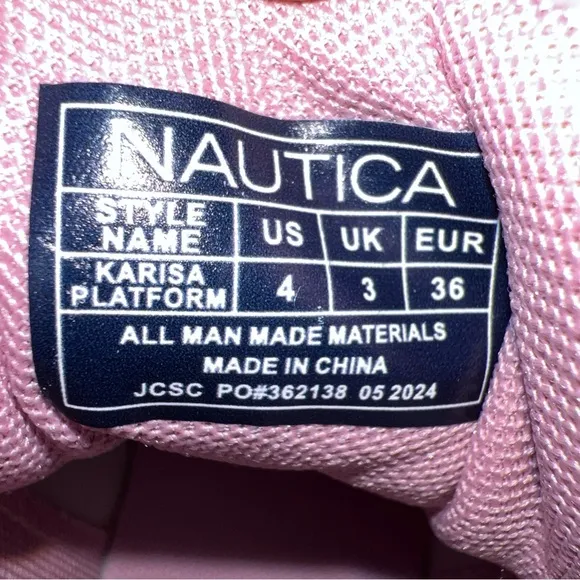 NAUTICA
STYLE NAME US UK EUR
KARISA PLATFORM 4 3 36
ALL MAN MADE MATERIALS
MADE IN CHINA
JCSC PO#362138 05 2024